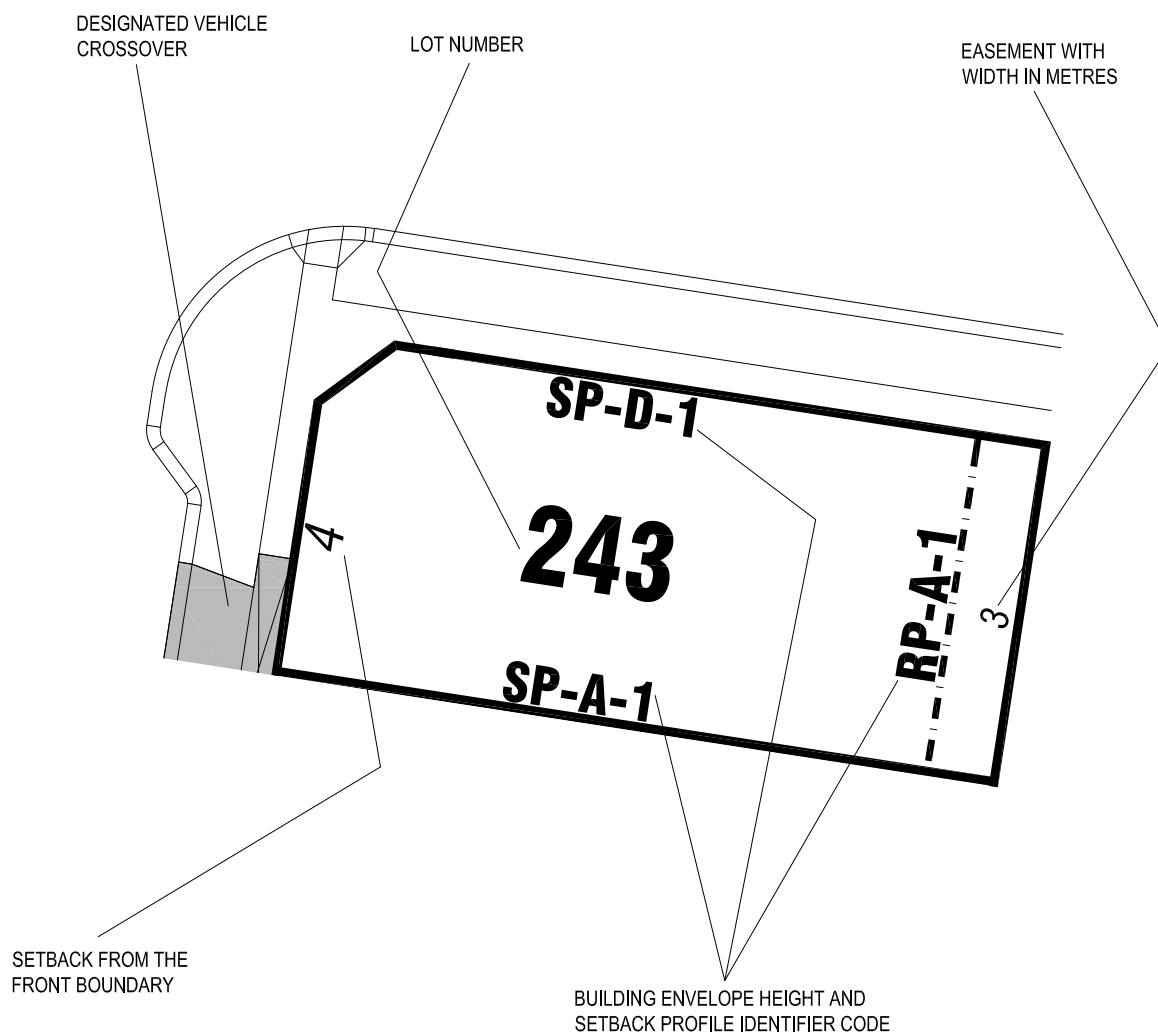 DESIGNATED VEHICLE
CROSSOVER
LOT NUMBER
EASEMENT WITH
WIDTH IN METRES
SP-D-1
4
243
RP-A-1
3
SP-A-1
SETBACK FROM THE
FRONT BOUNDARY
BUILDING ENVELOPE HEIGHT AND
SETBACK PROFILE IDENTIFIER CODE